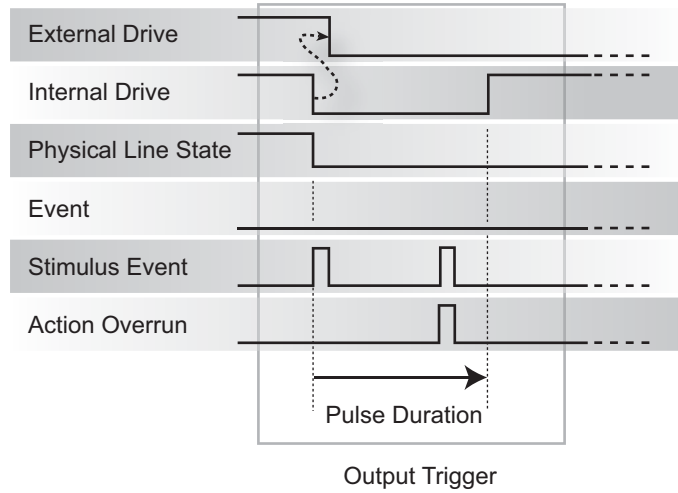 External Drive
Internal Drive
Physical Line State
Event
Stimulus Event
Action Overrun
Pulse Duration
Output Trigger